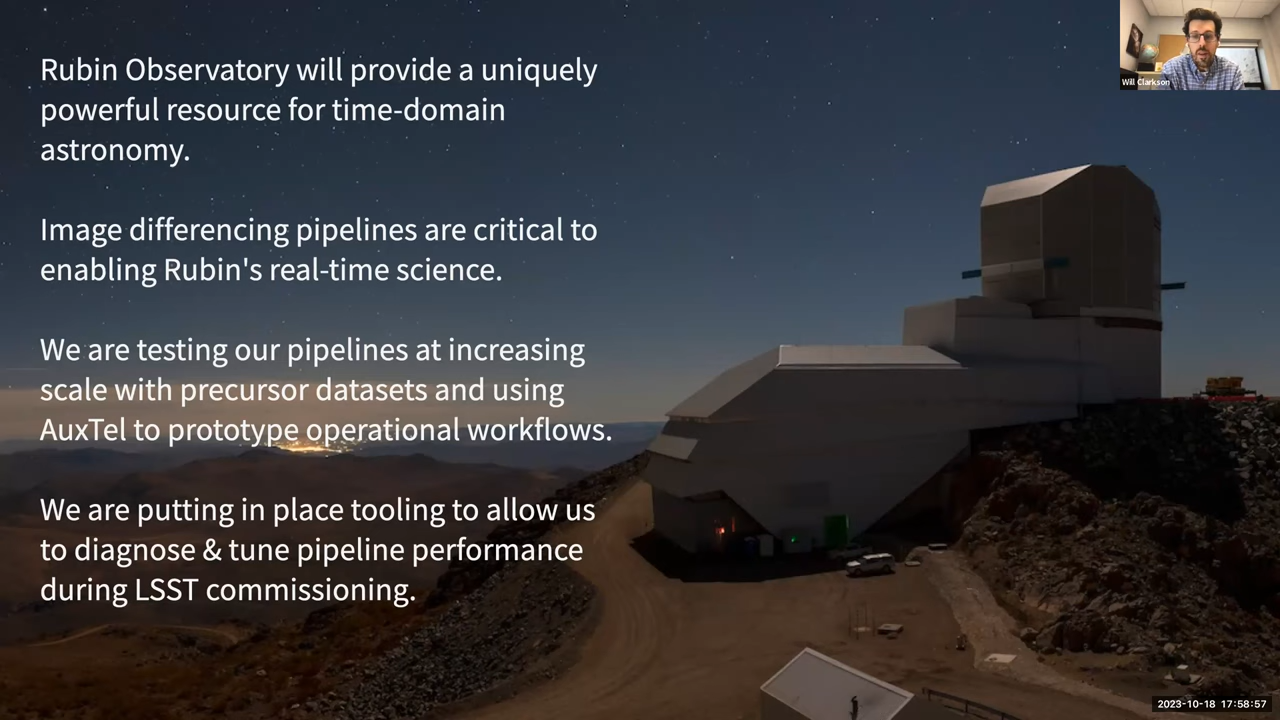 Rubin Observatory will provide a uniquely
powerful resource for time-domain
astronomy.
Image differencing pipelines are critical to
enabling Rubin's real-time science.
We are testing our pipelines at increasing
scale with precursor datasets and using
AuxTel to prototype operational workflows.
We are putting in place tooling to allow us
to diagnose & tune pipeline performance
during LSST commissioning.
Will Clarkson
2023-10-18 17:58:57